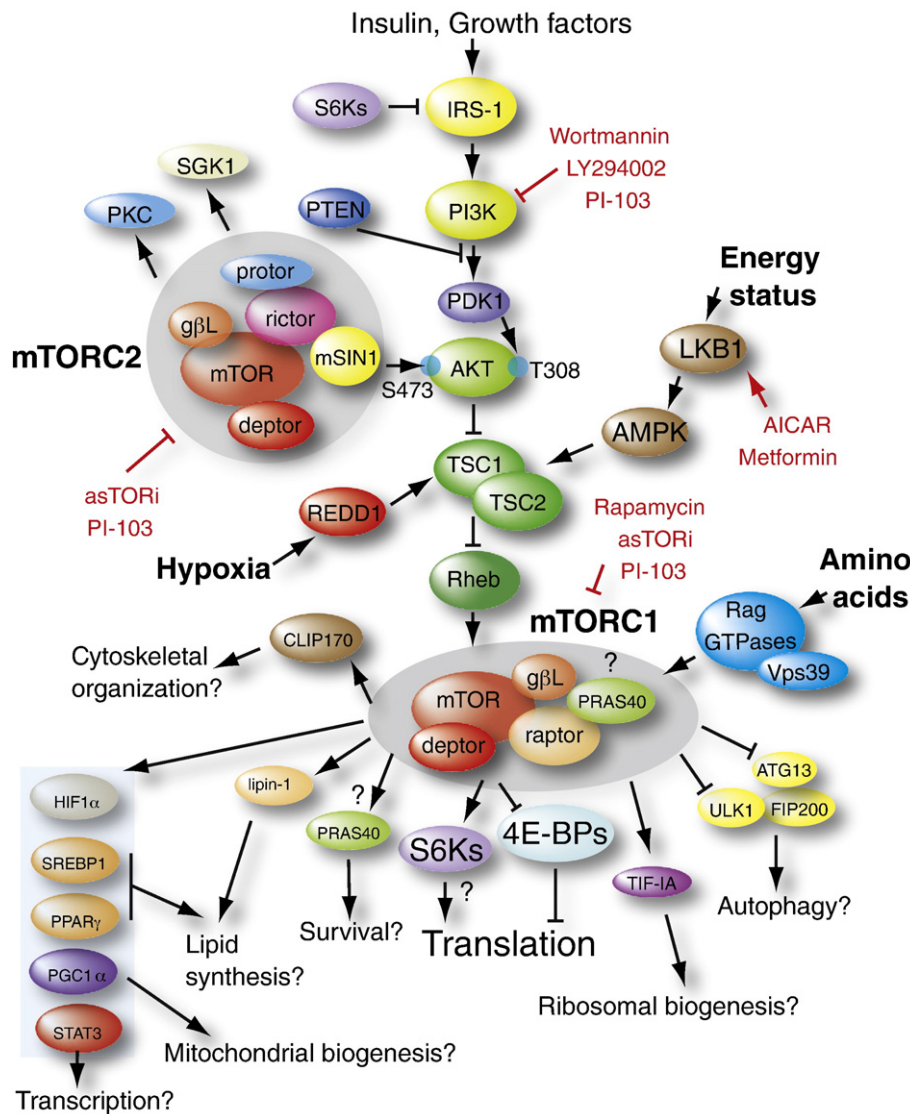 Insulin, Growth factors
S6Ks
IRS-1
Wortmannin
LY294002
PI-103
SGK1
PKC
PTEN
PI3K
Energy
status
protor
PDK1
gβL
rictor
mTORC2
mTOR
mSIN1
S473
AKT
T308
LKB1
deptor
AMPK
AICAR
Metformin
asTORi
PI-103
TSC1
TSC2
REDD1
Hypoxia
Rapamycin
asTORi
PI-103
Rheb
Amino
acids
mTORC1
Rag
GTPases
Vps39
CLIP170
Cytoskeletal
organization?
gβL
?
mTOR
PRAS40
deptor
raptor
HIF1α
SREBP1
PPARγ
PGC1α
STAT3
lipin-1
?
PRAS40
S6Ks
?
4E-BPs
TIF-IA
ATG13
ULK1
FIP200
Autophagy?
Lipid
synthesis?
Survival?
Translation
Ribosomal biogenesis?
Mitochondrial biogenesis?
Transcription?